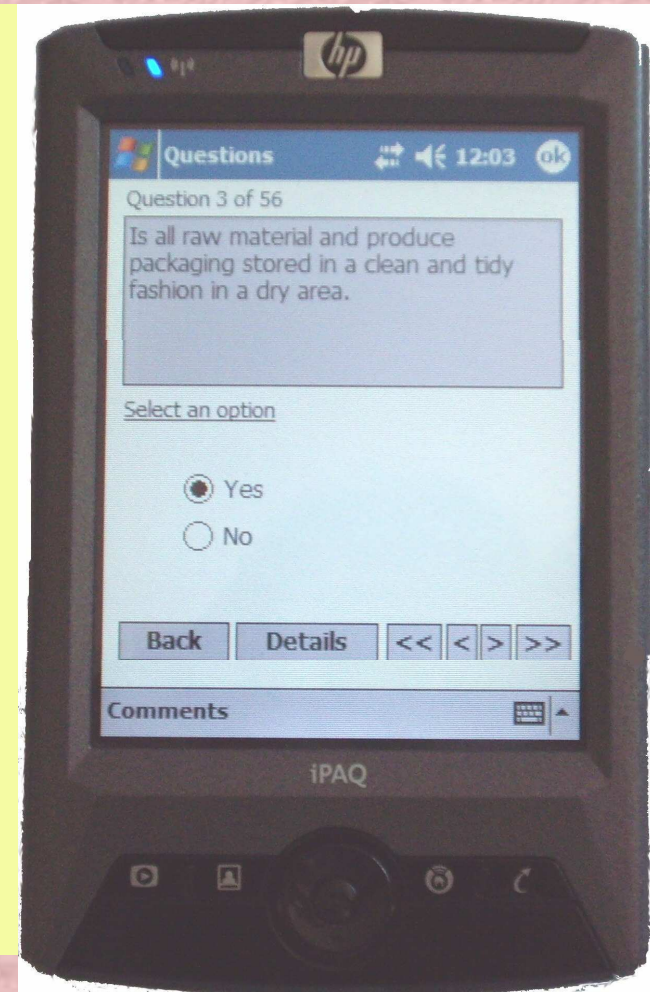 hp
Questions 12:03 ok
Question 3 of 56
Is all raw material and produce
packaging stored in a clean and tidy
fashion in a dry area.
Select an option
Yes
No
Back Details << < > >>
Comments
iPAQ